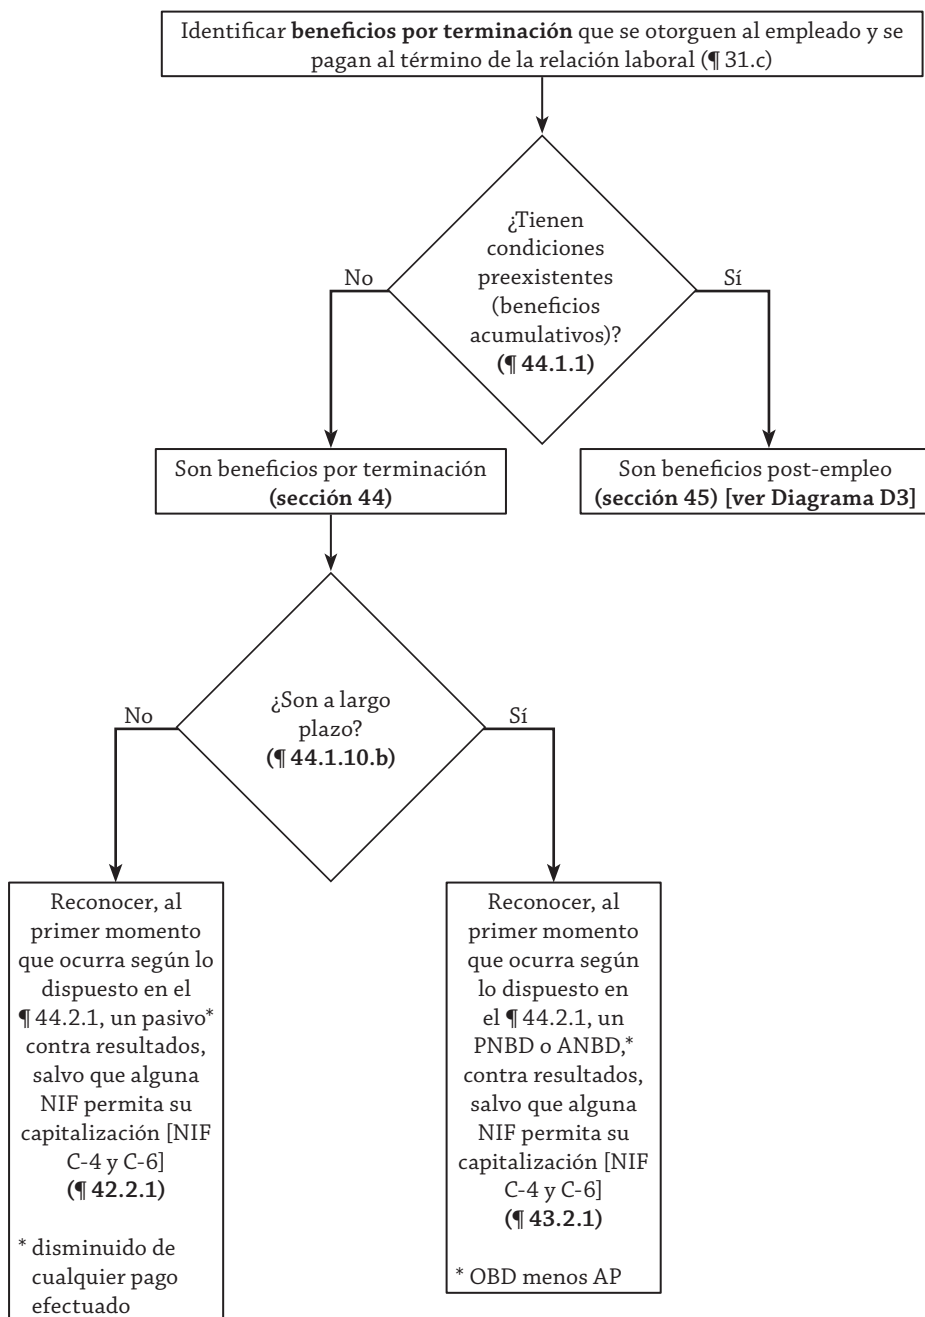 Identificar beneficios por terminación que se otorguen al empleado y se
pagan al término de la relación laboral (¶ 31.c)
¿Tienen
condiciones
preexistentes
(beneficios
acumulativos)?
(¶ 44.1.1)
No
Sí
Son beneficios por terminación
(sección 44)
Son beneficios post-empleo
(sección 45) [ver Diagrama D3]
¿Son a largo
plazo?
(¶ 44.1.10.b)
No
Sí
Reconocer, al
primer momento
que ocurra según lo
dispuesto en el
¶ 44.2.1, un pasivo*
contra resultados,
salvo que alguna
NIF permita su
capitalización [NIF
C-4 y C-6]
(¶ 42.2.1)
* disminuido de
cualquier pago
efectuado
Reconocer, al
primer momento
que ocurra según
lo dispuesto en
el ¶ 44.2.1, un
PNBD o ANBD,*
contra resultados,
salvo que alguna
NIF permita su
capitalización [NIF
C-4 y C-6]
(¶ 43.2.1)
* OBD menos AP